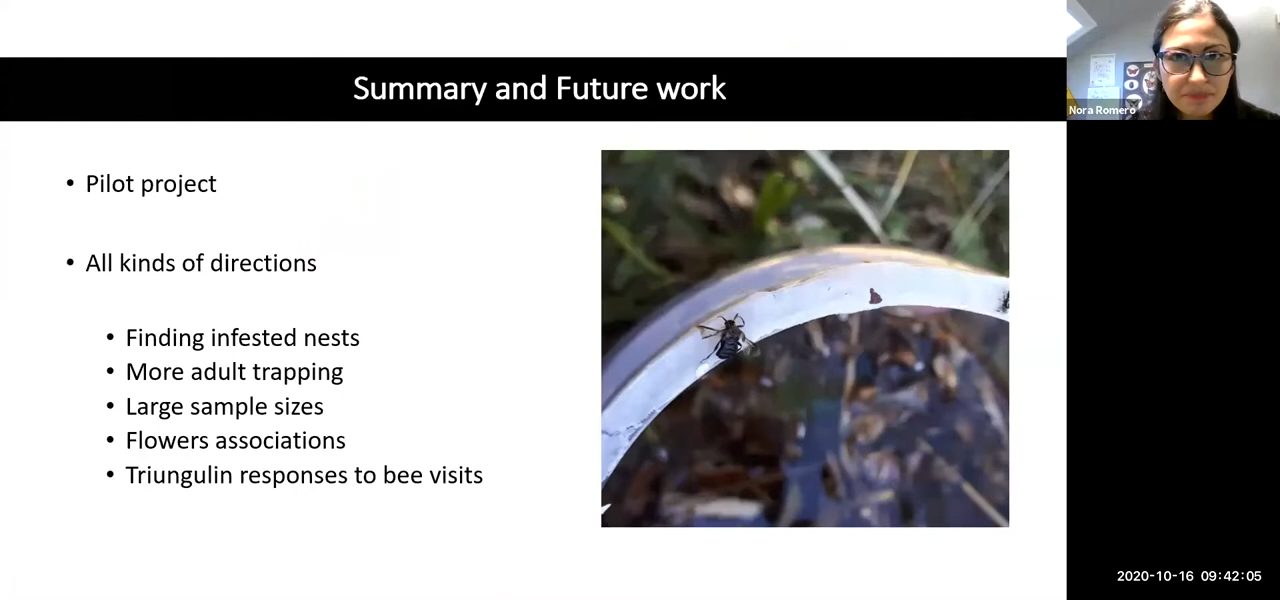 Summary and Future work
Nora Romero
• Pilot project
• All kinds of directions
• Finding infested nests
• More adult trapping
• Large sample sizes
• Flowers associations
• Triungulin responses to bee visits
2020-10-16 09:42:05